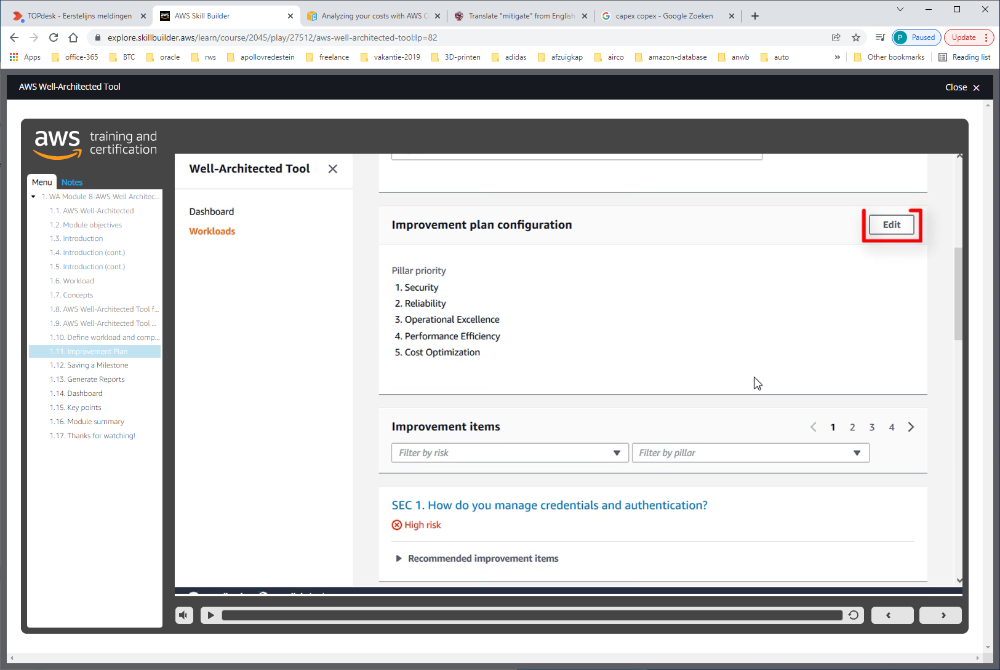 TOPdesk - Eerstelijns meldingen
AWS Skill Builder
Analyzing your costs with AWS C
Translate "mitigate" from English
capex copex - Google Zoeken
explore.skillbuilder.aws/learn/course/2045/play/27512/aws-well-architected-tool;lp=82
P Paused
Update
Apps
office-365
BTC
oracle
rws
apollovredestein
freelance
vakantie-2019
3D-printen
adidas
afzuigkap
airco
amazon-database
anwb
auto
»
Other bookmarks
Reading list
AWS Well-Architected Tool
Close
aws training and certification
Menu
Notes
1. WA Module 8-AWS Well Architec...
1.1. AWS Well-Architected
1.2. Module objectives
1.3. Introduction
1.4. Introduction (cont.)
1.5. Introduction (cont.)
1.6. Workload
1.7. Concepts
1.8. AWS Well-Architected Tool f...
1.9. AWS Well-Architected Tool ...
1.10. Define workload and comp...
1.11. Improvement Plan
1.12. Saving a Milestone
1.13. Generate Reports
1.14. Dashboard
1.15. Key points
1.16. Module summary
1.17. Thanks for watching!
Well-Architected Tool
Dashboard
Workloads
Improvement plan configuration
Edit
Pillar priority
1. Security
2. Reliability
3. Operational Excellence
4. Performance Efficiency
5. Cost Optimization
Improvement items
1 2 3 4
Filter by risk
Filter by pillar
SEC 1. How do you manage credentials and authentication?
High risk
Recommended improvement items